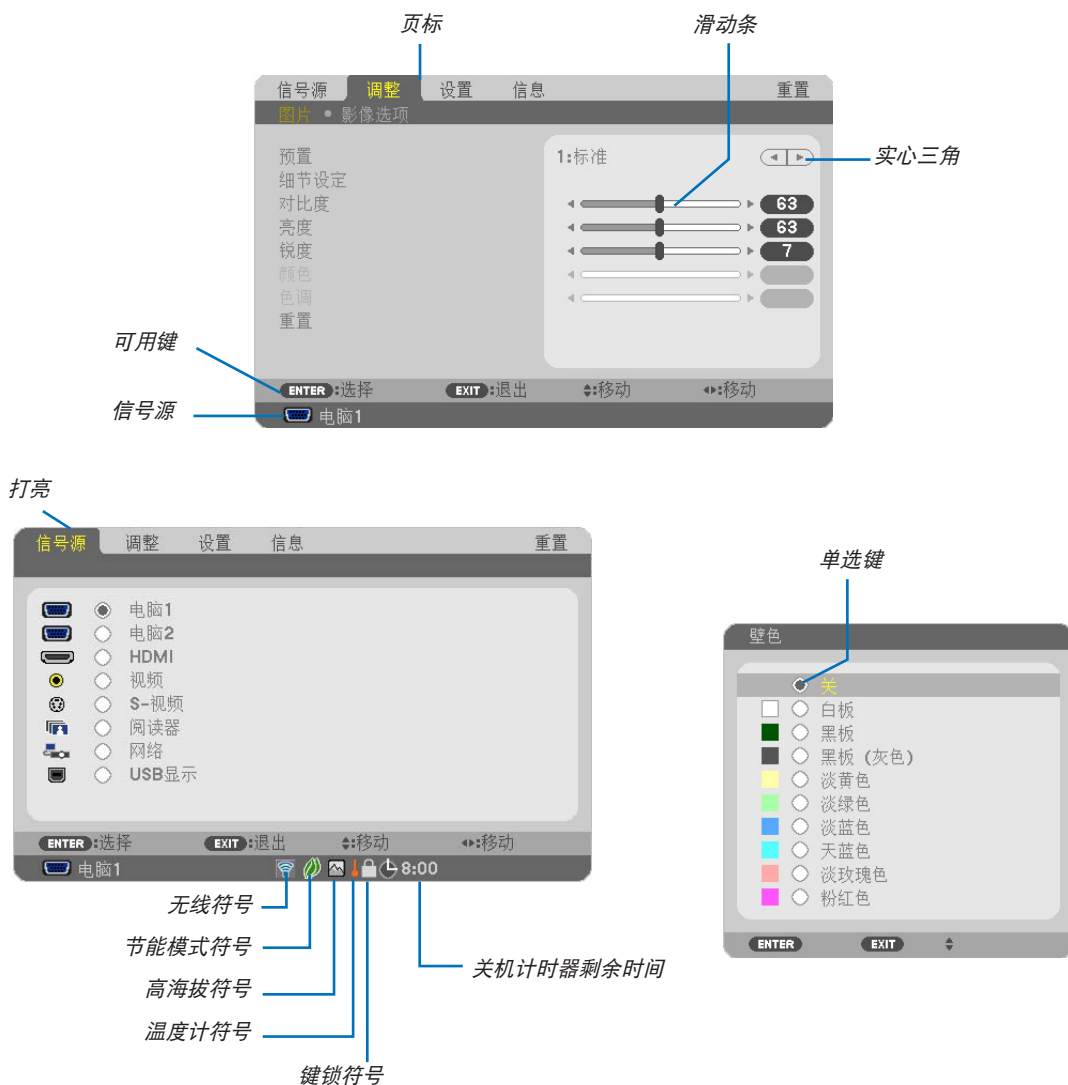 页标
滑动条
信号源 调整 设置 信息 重置
图片 • 影像选项
预置 1:标准
实心三角
细节设定
对比度 63
亮度 63
锐度 7
颜色
色调
重置
可用键
ENTER:选择 EXIT:退出 :移动 :移动
信号源
电脑1
打亮
信号源 调整 设置 信息 重置
电脑1
电脑2
HDMI
视频
S-视频
阅读器
网络
USB显示
ENTER:选择 EXIT:退出 :移动 :移动
电脑1 8:00
无线符号
节能模式符号
高海拔符号
温度计符号
键锁符号
关机计时器剩余时间
单选键
壁色
关
白板
黑板
黑板 (灰色)
淡黄色
淡绿色
淡蓝色
天蓝色
淡玫瑰色
粉红色
ENTER EXIT